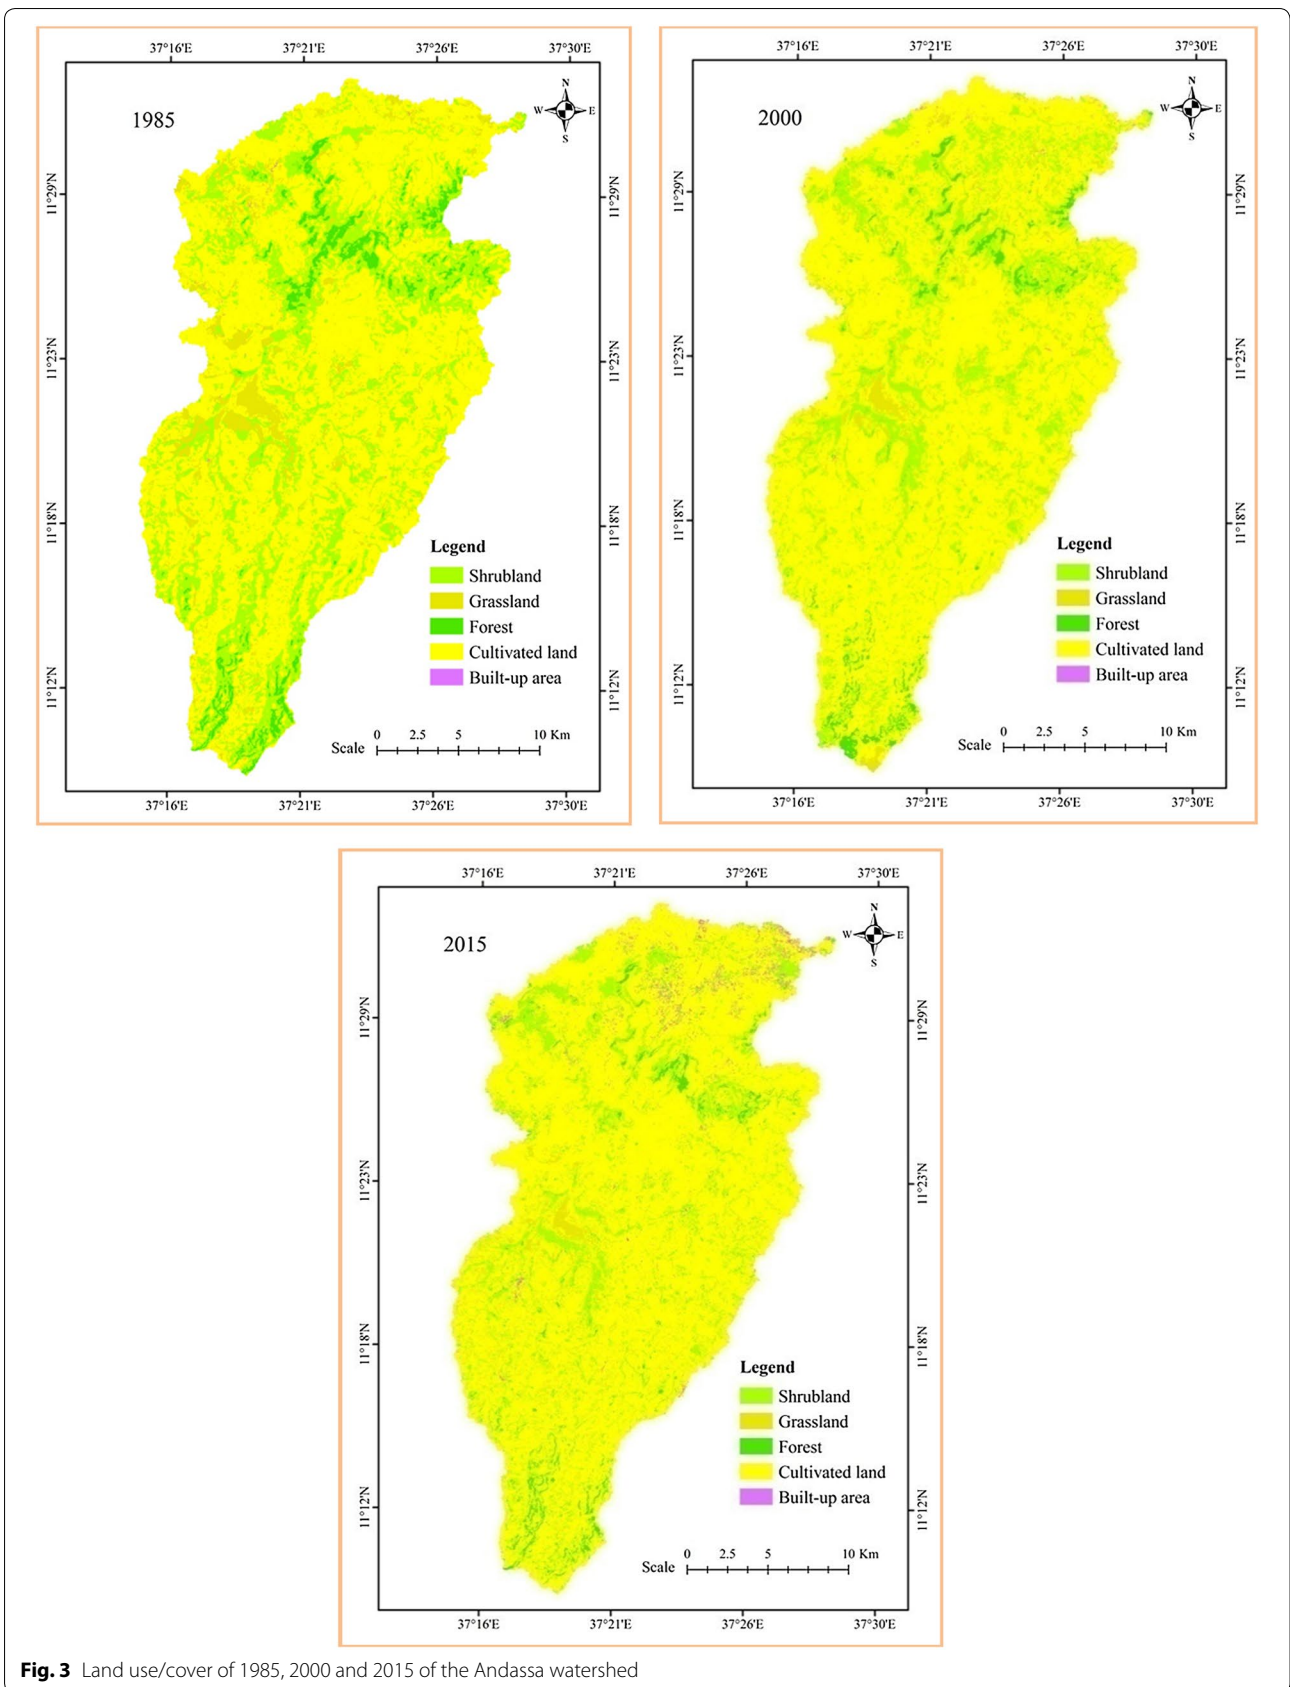 37°16'E 37°21'E 37°26'E 37°30'E
1985
N
W E
S
11°29'N 11°29'N
11°23'N 11°23'N
11°18'N 11°18'N
Legend
Shrubland
Grassland
Forest
Cultivated land
Built-up area
11°12'N 11°12'N
0 2.5 5 10 Km
Scale
37°16'E 37°21'E 37°26'E 37°30'E
37°16'E 37°21'E 37°26'E 37°30'E
2000
N
W E
S
11°29'N 11°29'N
11°23'N 11°23'N
11°18'N 11°18'N
Legend
Shrubland
Grassland
Forest
Cultivated land
Built-up area
11°12'N 11°12'N
0 2.5 5 10 Km
Scale
37°16'E 37°21'E 37°26'E 37°30'E
37°16'E 37°21'E 37°26'E 37°30'E
2015
N
W E
S
11°29'N 11°29'N
11°23'N 11°23'N
11°18'N 11°18'N
Legend
Shrubland
Grassland
Forest
Cultivated land
Built-up area
11°12'N 11°12'N
0 2.5 5 10 Km
Scale
37°16'E 37°21'E 37°26'E 37°30'E
Fig. 3 Land use/cover of 1985, 2000 and 2015 of the Andassa watershed